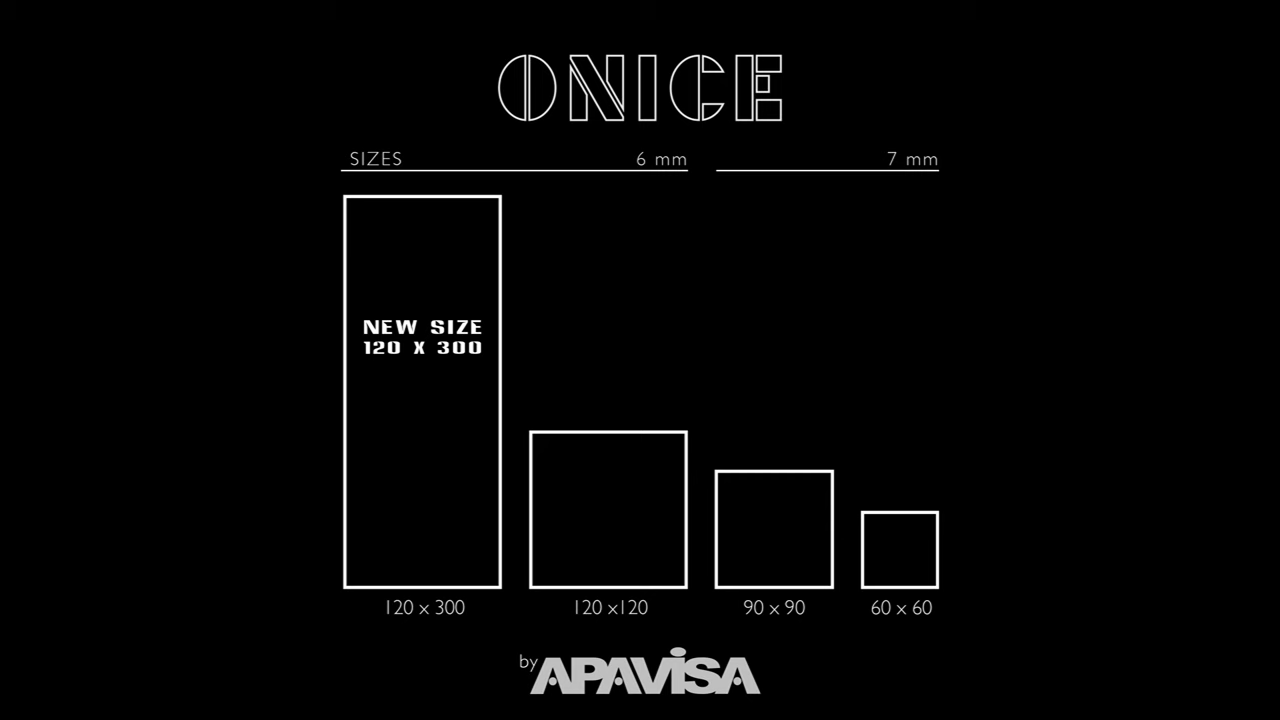 ONICE
SIZES 6 mm 7 mm
NEW SIZE
120 X 300
120 x 300 120 x120 90 x 90 60 x 60
by APAViSA